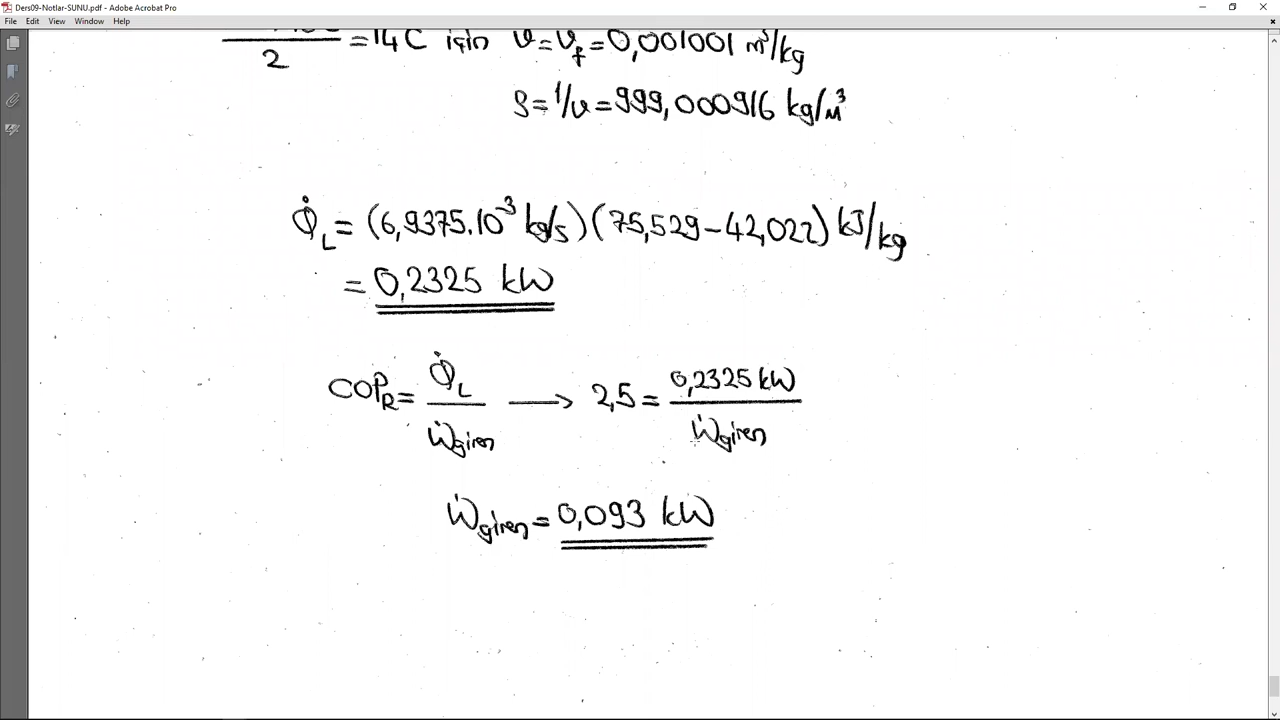 Ders09-Notlar-SUNU.pdf - Adobe Acrobat Pro
File Edit View Window Help
2 = 14°C için v = v_f = 0,001001 m³/kg
ρ = 1/v = 999,000916 kg/m³
Q̇_L = (6,9375.10⁻³ kg/s)(75,529 - 42,022) kJ/kg
= 0,2325 kW
COP_R = Q̇_L / Ẇ_giren → 2,5 = 0,2325 kW / Ẇ_giren
Ẇ_giren = 0,093 kW